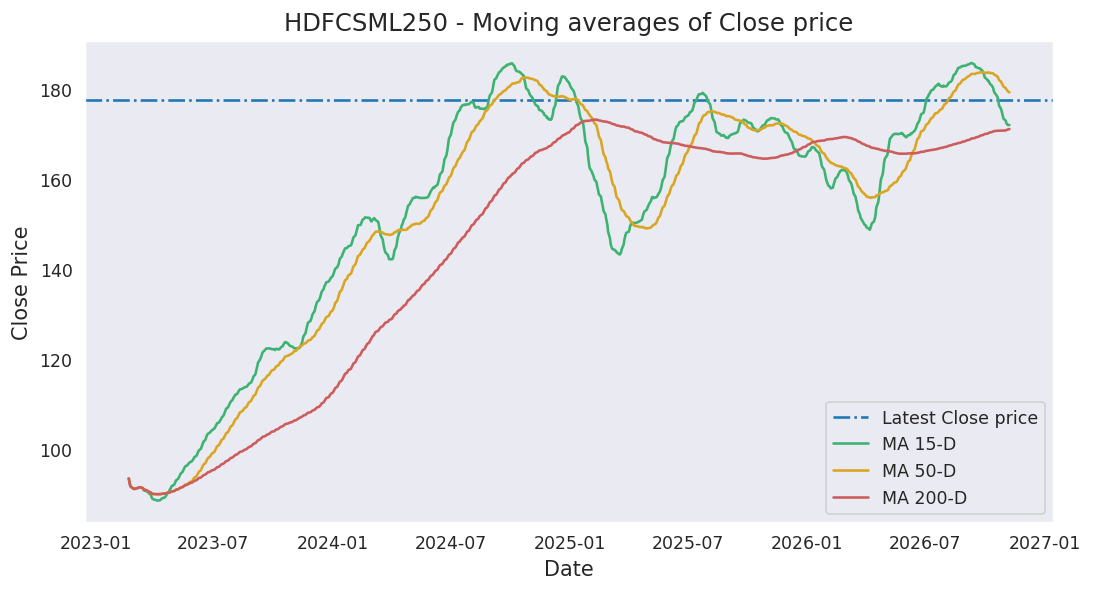 HDFCSML250 - Moving averages of Close price
Close Price
180
160
140
120
100
Latest Close price
MA 15-D
MA 50-D
MA 200-D
2023-01 2023-07 2024-01 2024-07 2025-01 2025-07 2026-01 2026-07 2027-01
Date